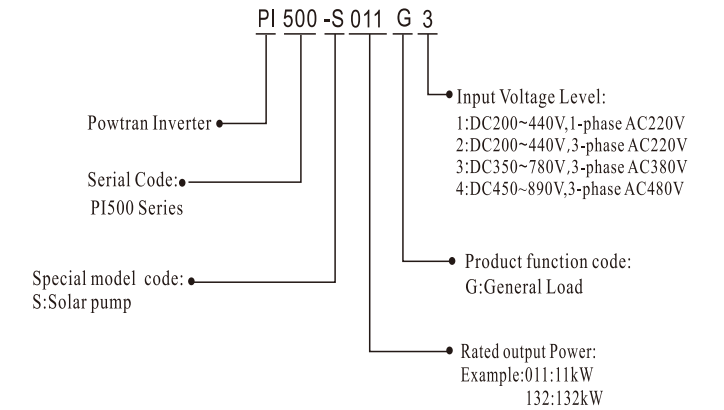 PI 500 -S 011 G 3
Input Voltage Level:
1:DC200~440V,1-phase AC220V
2:DC200~440V,3-phase AC220V
3:DC350~780V,3-phase AC380V
4:DC450~890V,3-phase AC480V
Powtran Inverter
Serial Code:
PI500 Series
Product function code:
G:General Load
Special model code:
S:Solar pump
Rated output Power:
Example:011:11kW
132:132kW